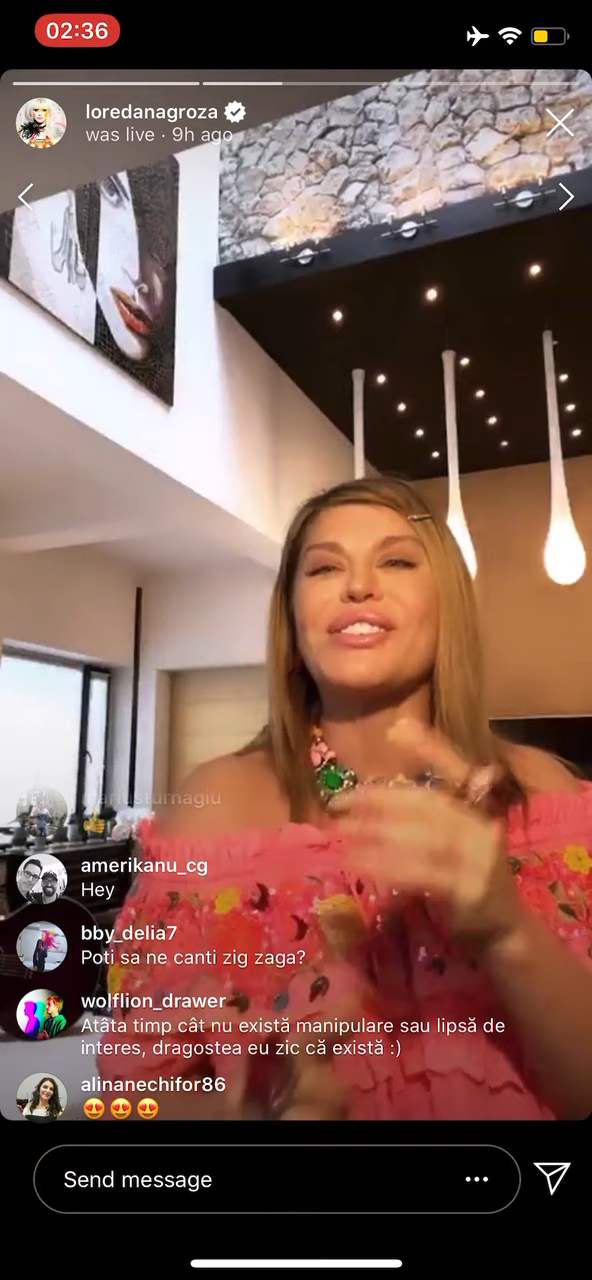 02:36
loredanagroza
was live · 9h ago
mariusturnagiu
amerikanu_cg
Hey
bby_delia7
Poti sa ne canti zig zaga?
wolflion_drawer
Atâta timp cât nu există manipulare sau lipsă de
interes, dragostea eu zic că există :)
alinanechifor86
😍😍😍
Send message